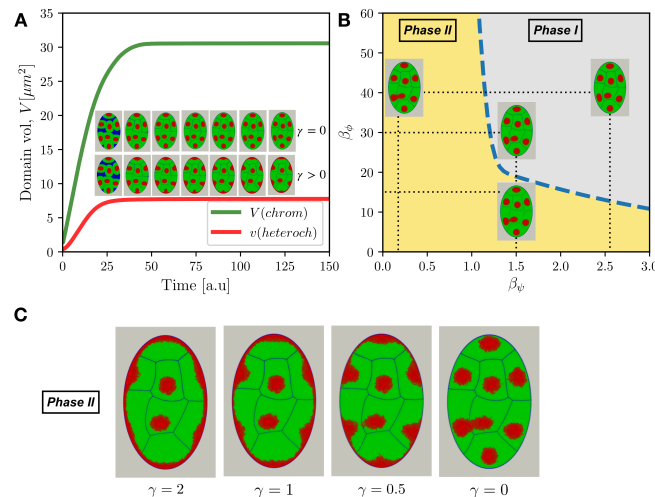 A
Domain vol, V[μm²]
35
30
25
20
15
10
5
0
γ = 0
γ > 0
V(chrom)
v(heteroch)
0 25 50 75 100 125 150
Time [a.u]
B
Phase II Phase I
β_ϕ
60
50
40
30
20
10
0
0.0 0.5 1.0 1.5 2.0 2.5 3.0
β_ψ
C
Phase II
γ = 2 γ = 1 γ = 0.5 γ = 0